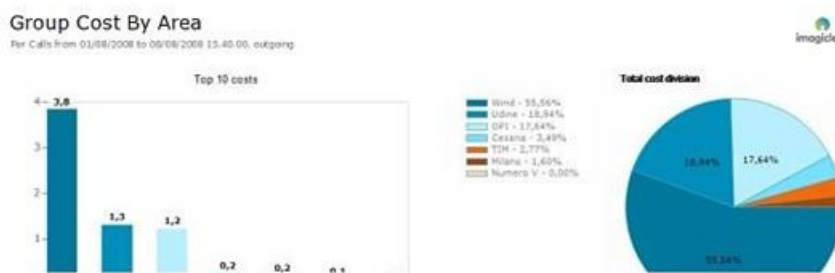 Group Cost By Area
Per Calls from 01/08/2008 to 08/08/2008 15.40.00, outgoing
imagicle
Top 10 costs
4
3,8
3
2
1,3
1,2
1
0,2
0,2
0,1
Total cost division
Wind - 55,56%
Udine - 18,94%
OPI - 17,64%
Cesena - 3,49%
TIM - 2,77%
Milano - 1,60%
Numero V - 0,00%
18,94%
17,64%
55,56%